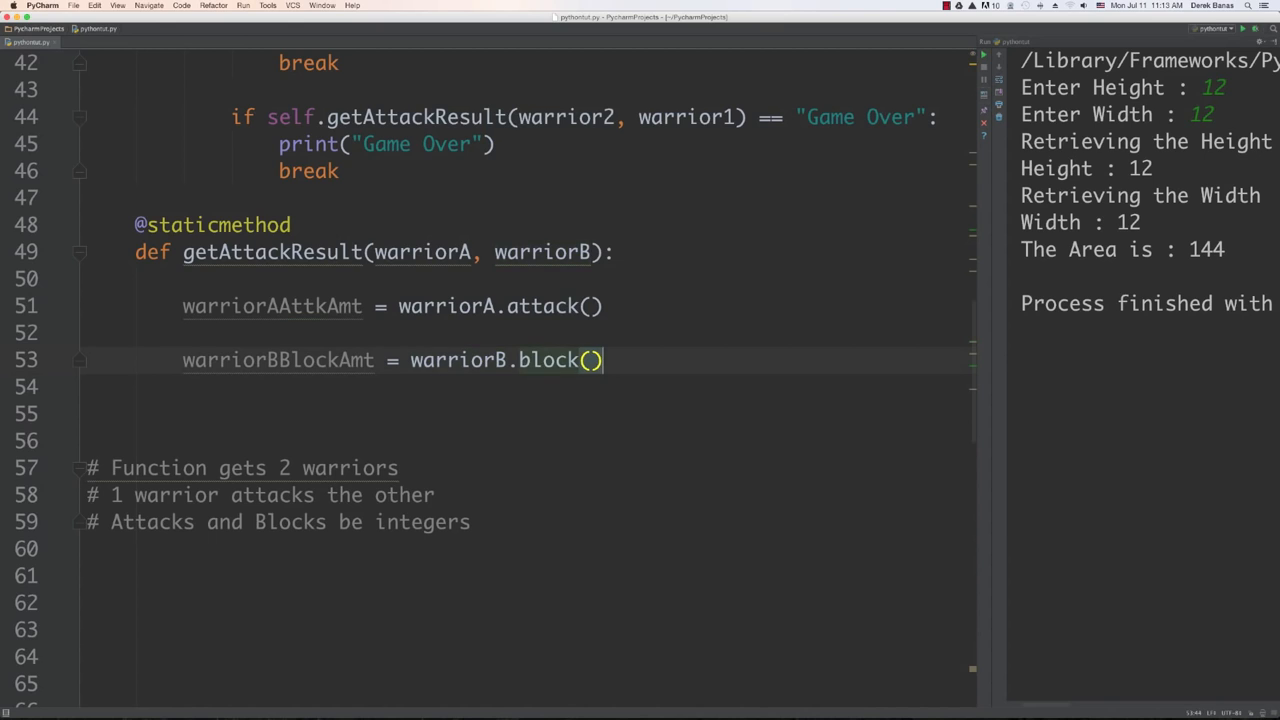 PyCharm File Edit View Navigate Code Refactor Run Tools VCS Window Help
10 Mon Jul 11 11:13 AM Derek Banas
pythontut.py - PycharmProjects - [~/PycharmProjects]
PycharmProjects pythontut.py
pythontut
pythontut.py
Run: pythontut
42 break
43
44 if self.getAttackResult(warrior2, warrior1) == "Game Over":
45 print("Game Over")
46 break
47
48 @staticmethod
49 def getAttackResult(warriorA, warriorB):
50
51 warriorAAttkAmt = warriorA.attack()
52
53 warriorBBlockAmt = warriorB.block()
54
55
56
57 # Function gets 2 warriors
58 # 1 warrior attacks the other
59 # Attacks and Blocks be integers
60
61
62
63
64
65
/Library/Frameworks/Py
Enter Height : 12
Enter Width : 12
Retrieving the Height
Height : 12
Retrieving the Width
Width : 12
The Area is : 144
Process finished with
53:44 LF÷ UTF-8÷